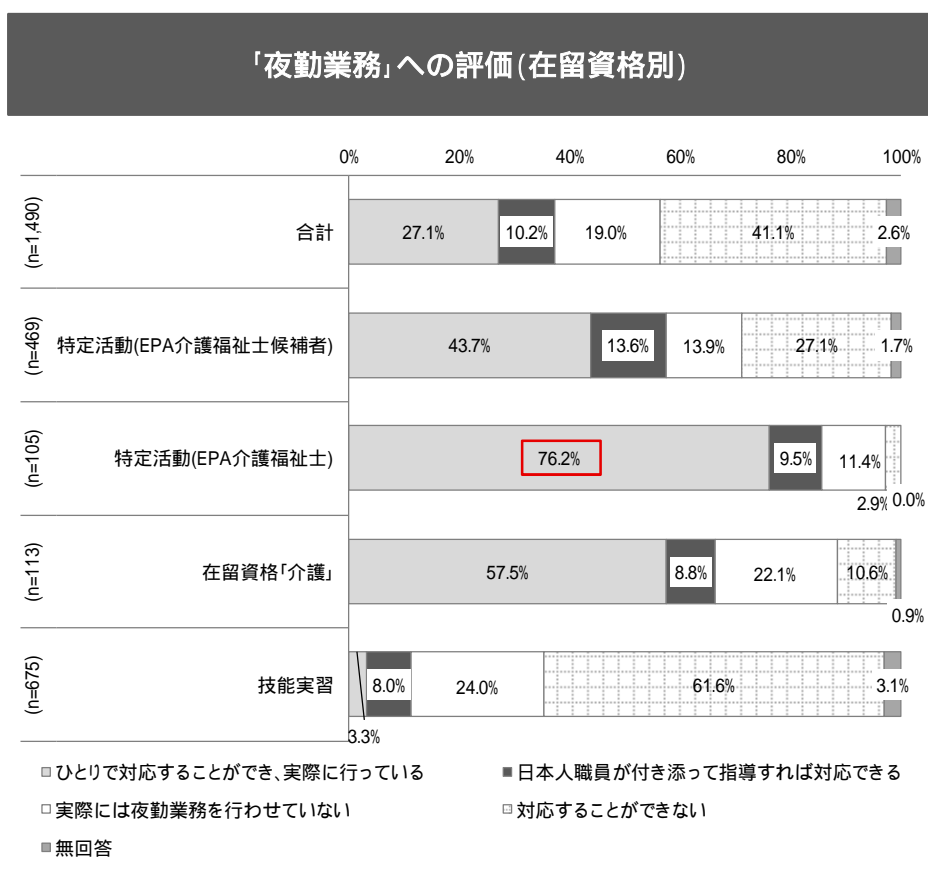 「夜勤業務」への評価(在留資格別)
0% 20% 40% 60% 80% 100%
(n=1,490) 合計 27.1% 10.2% 19.0% 41.1% 2.6%
(n=469) 特定活動(EPA介護福祉士候補者) 43.7% 13.6% 13.9% 27.1% 1.7%
(n=105) 特定活動(EPA介護福祉士) 76.2% 9.5% 11.4%
2.9% 0.0%
(n=113) 在留資格「介護」 57.5% 8.8% 22.1% 10.6%
0.9%
(n=675) 技能実習 8.0% 24.0% 61.6% 3.1%
3.3%
ひとりで対応することができ、実際に行っている 日本人職員が付き添って指導すれば対応できる
実際には夜勤業務を行わせていない 対応することができない
無回答